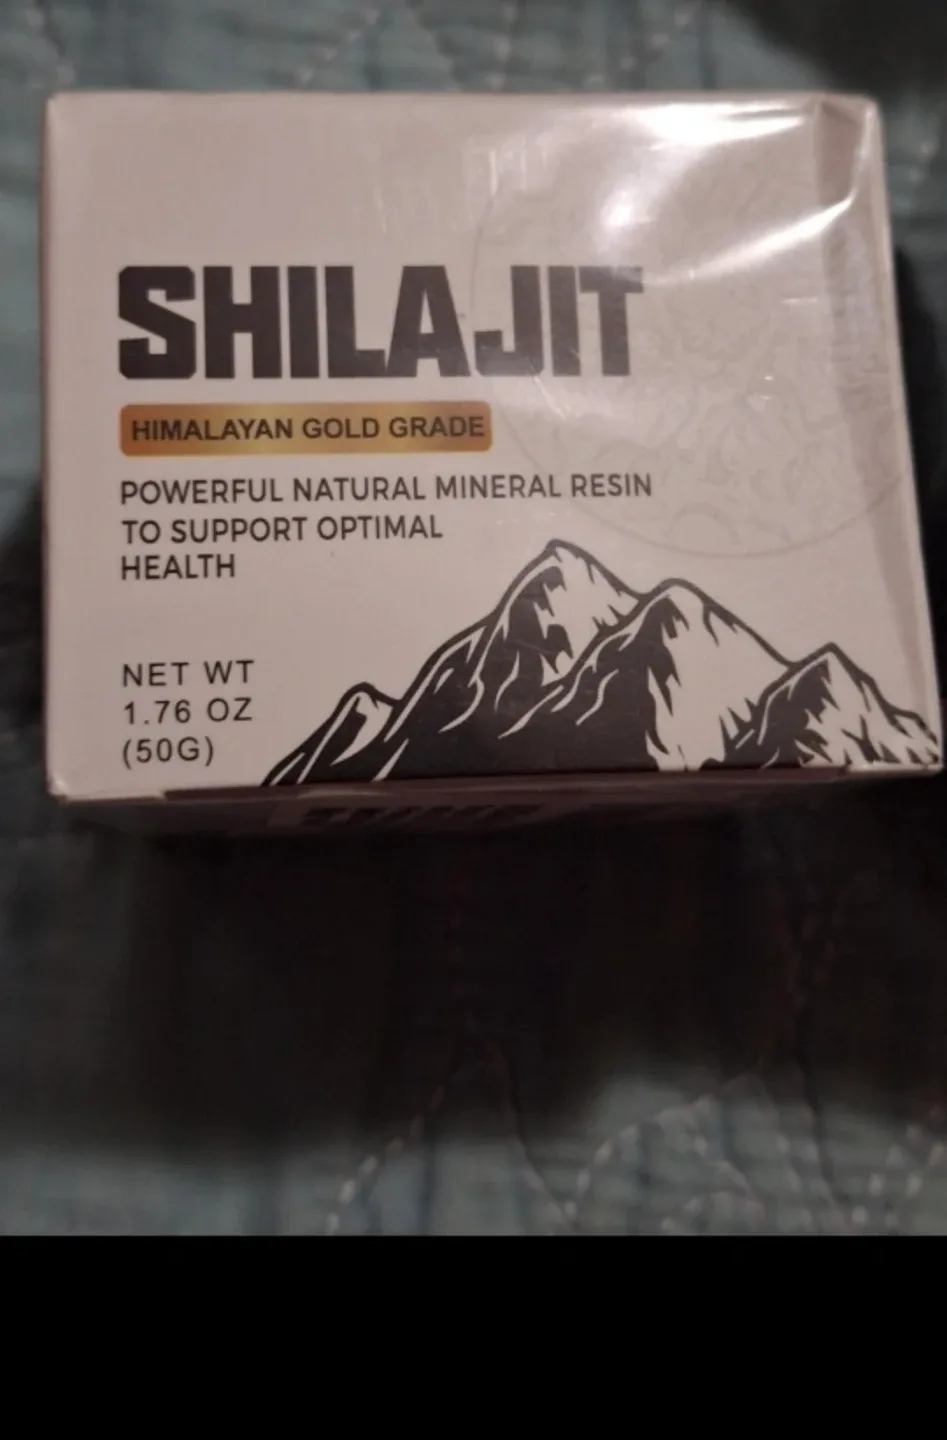 SHILAJIT
HIMALAYAN GOLD GRADE
POWERFUL NATURAL MINERAL RESIN
TO SUPPORT OPTIMAL
HEALTH
NET WT
1.76 OZ
(50G)